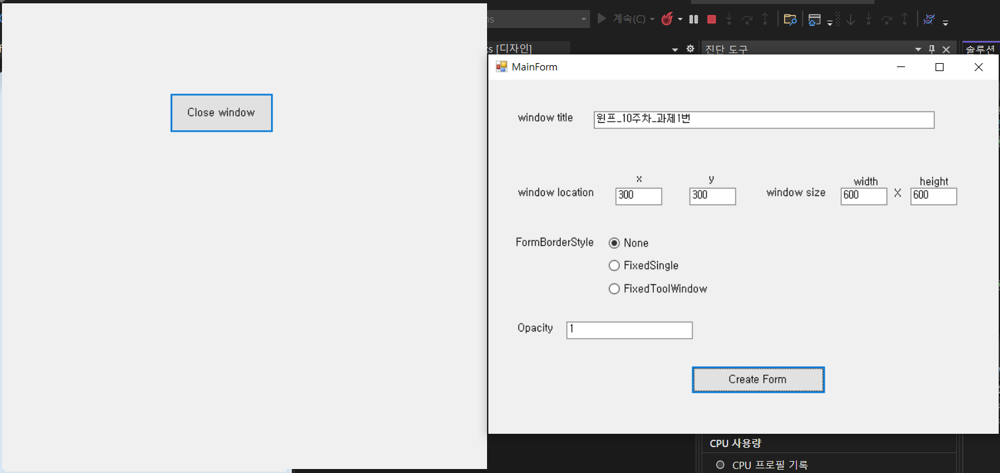 ns
계속(C)
cs [디자인]
진단 도구
솔루션
MainForm
Close window
window title
윈프_10주차_과제1번
x
y
width
height
window location
300
300
window size
600
X
600
FormBorderStyle
None
FixedSingle
FixedToolWindow
Opacity
1
Create Form
CPU 사용량
CPU 프로필 기록